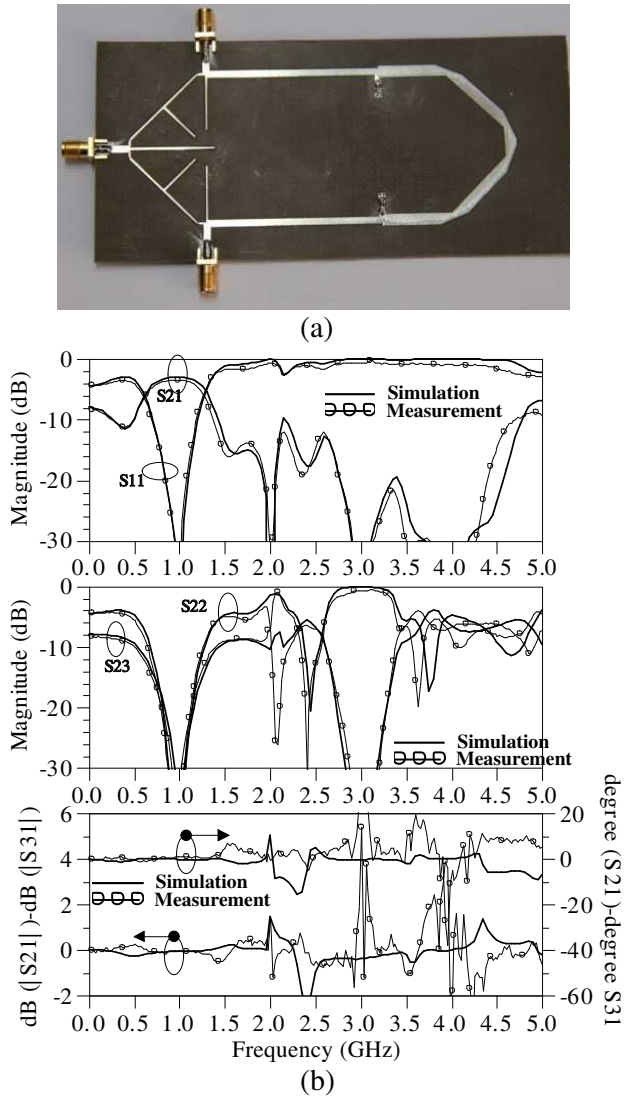 (a)
0
-10
-20
-30
Magnitude (dB)
S21
S11
Simulation
Measurement
0.0 0.5 1.0 1.5 2.0 2.5 3.0 3.5 4.0 4.5 5.0
0
-10
-20
-30
Magnitude (dB)
S22
S23
Simulation
Measurement
0.0 0.5 1.0 1.5 2.0 2.5 3.0 3.5 4.0 4.5 5.0
6
4
2
0
-2
dB (|S21| )-dB (|S31|)
Simulation
Measurement
20
0
-20
-40
-60
degree (S21)-degree S31
0.0 0.5 1.0 1.5 2.0 2.5 3.0 3.5 4.0 4.5 5.0
Frequency (GHz)
(b)